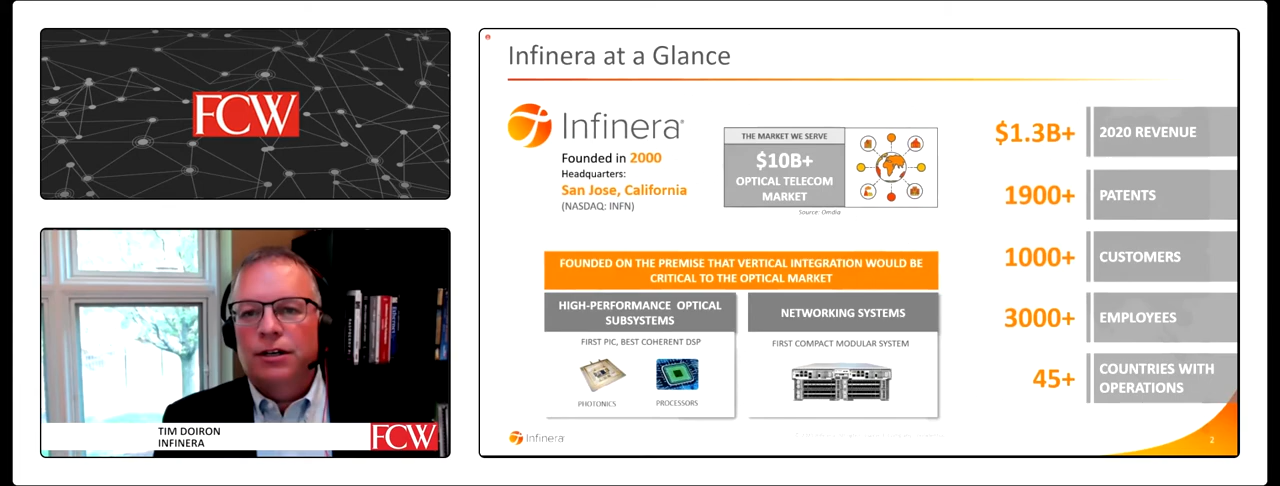 FCW
TIM DOIRON
INFINERA
FCW
Infinera at a Glance
Infinera®
Founded in 2000
Headquarters:
San Jose, California
(NASDAQ: INFN)
THE MARKET WE SERVE
$10B+
OPTICAL TELECOM
MARKET
Source: Omdia
FOUNDED ON THE PREMISE THAT VERTICAL INTEGRATION WOULD BE
CRITICAL TO THE OPTICAL MARKET
HIGH-PERFORMANCE OPTICAL
SUBSYSTEMS
FIRST PIC, BEST COHERENT DSP
PHOTONICS
PROCESSORS
NETWORKING SYSTEMS
FIRST COMPACT MODULAR SYSTEM
$1.3B+ 2020 REVENUE
1900+ PATENTS
1000+ CUSTOMERS
3000+ EMPLOYEES
45+ COUNTRIES WITH
OPERATIONS
Infinera
2